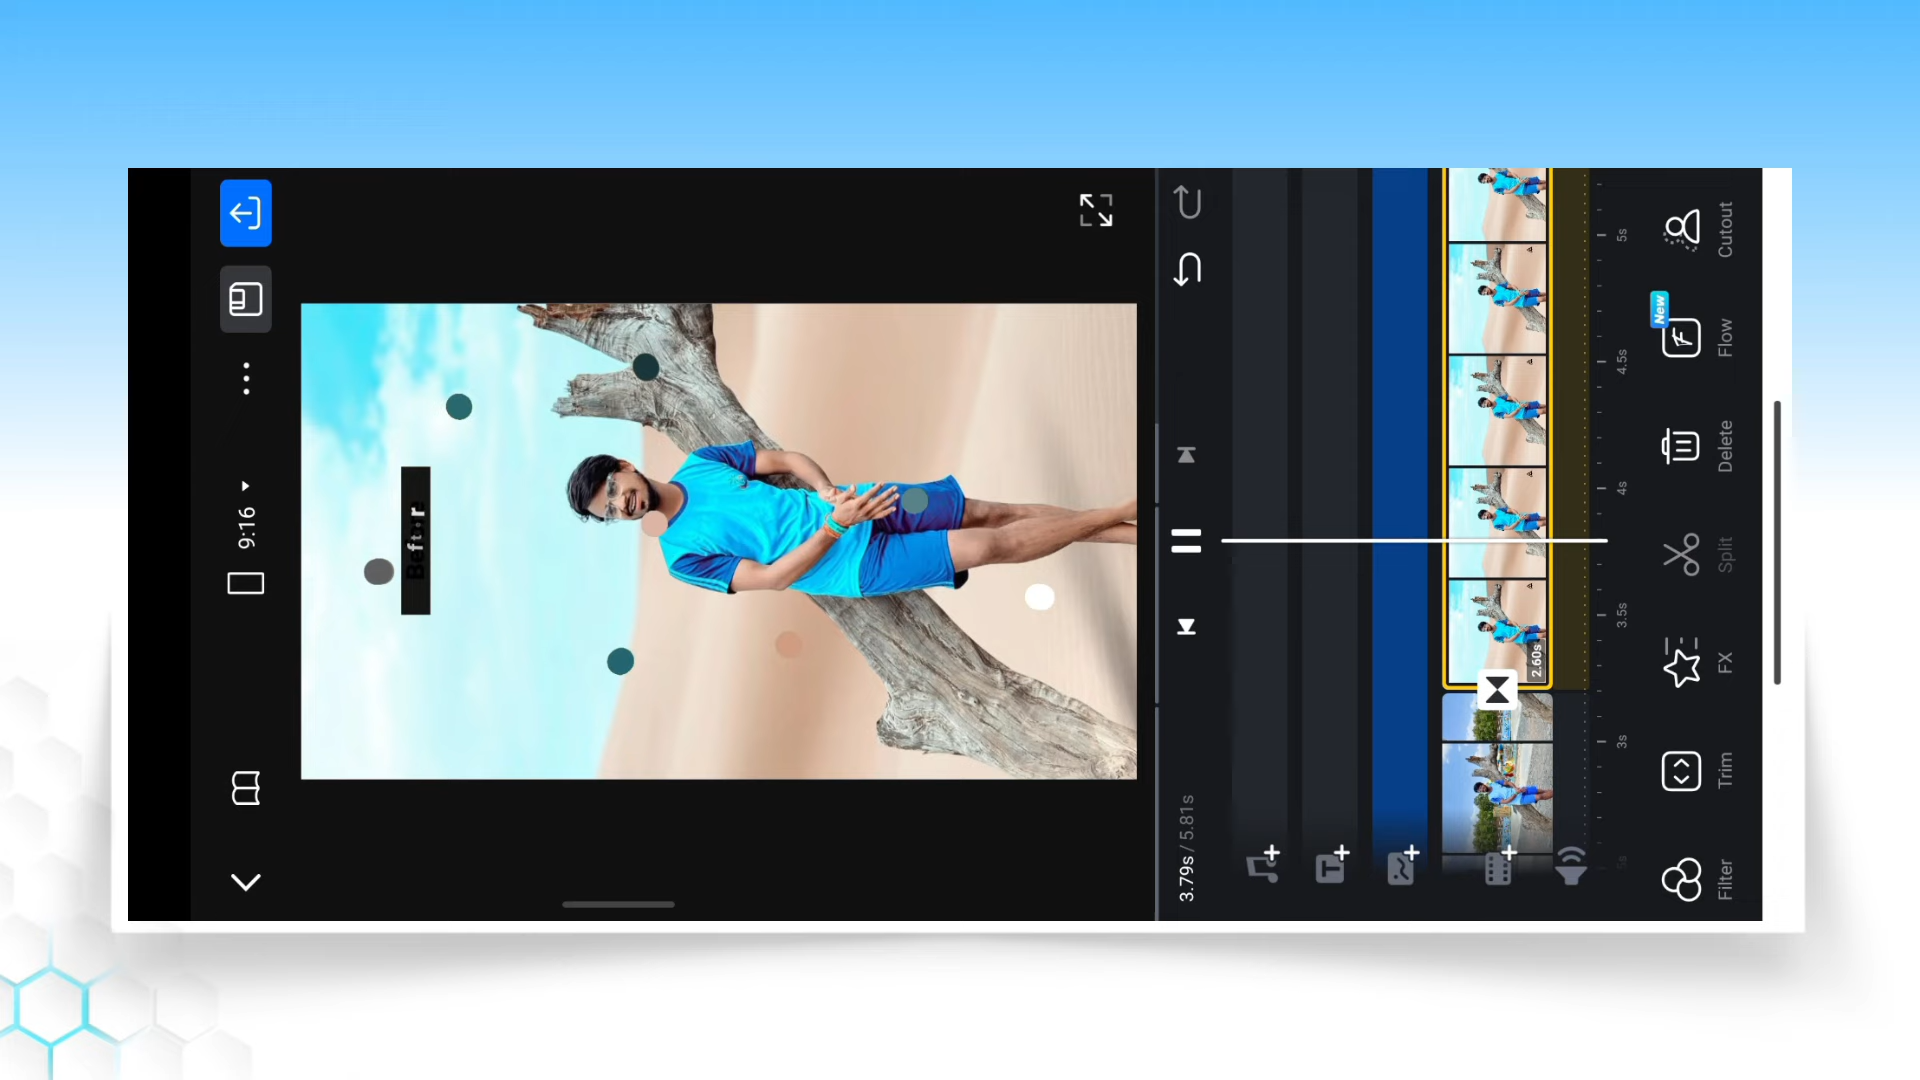 9:16
3.79s / 5.81s
2.60s
3s
3.5s
4s
4.5s
5s
Filter
Trim
FX
Split
Delete
Flow
New
Cutout